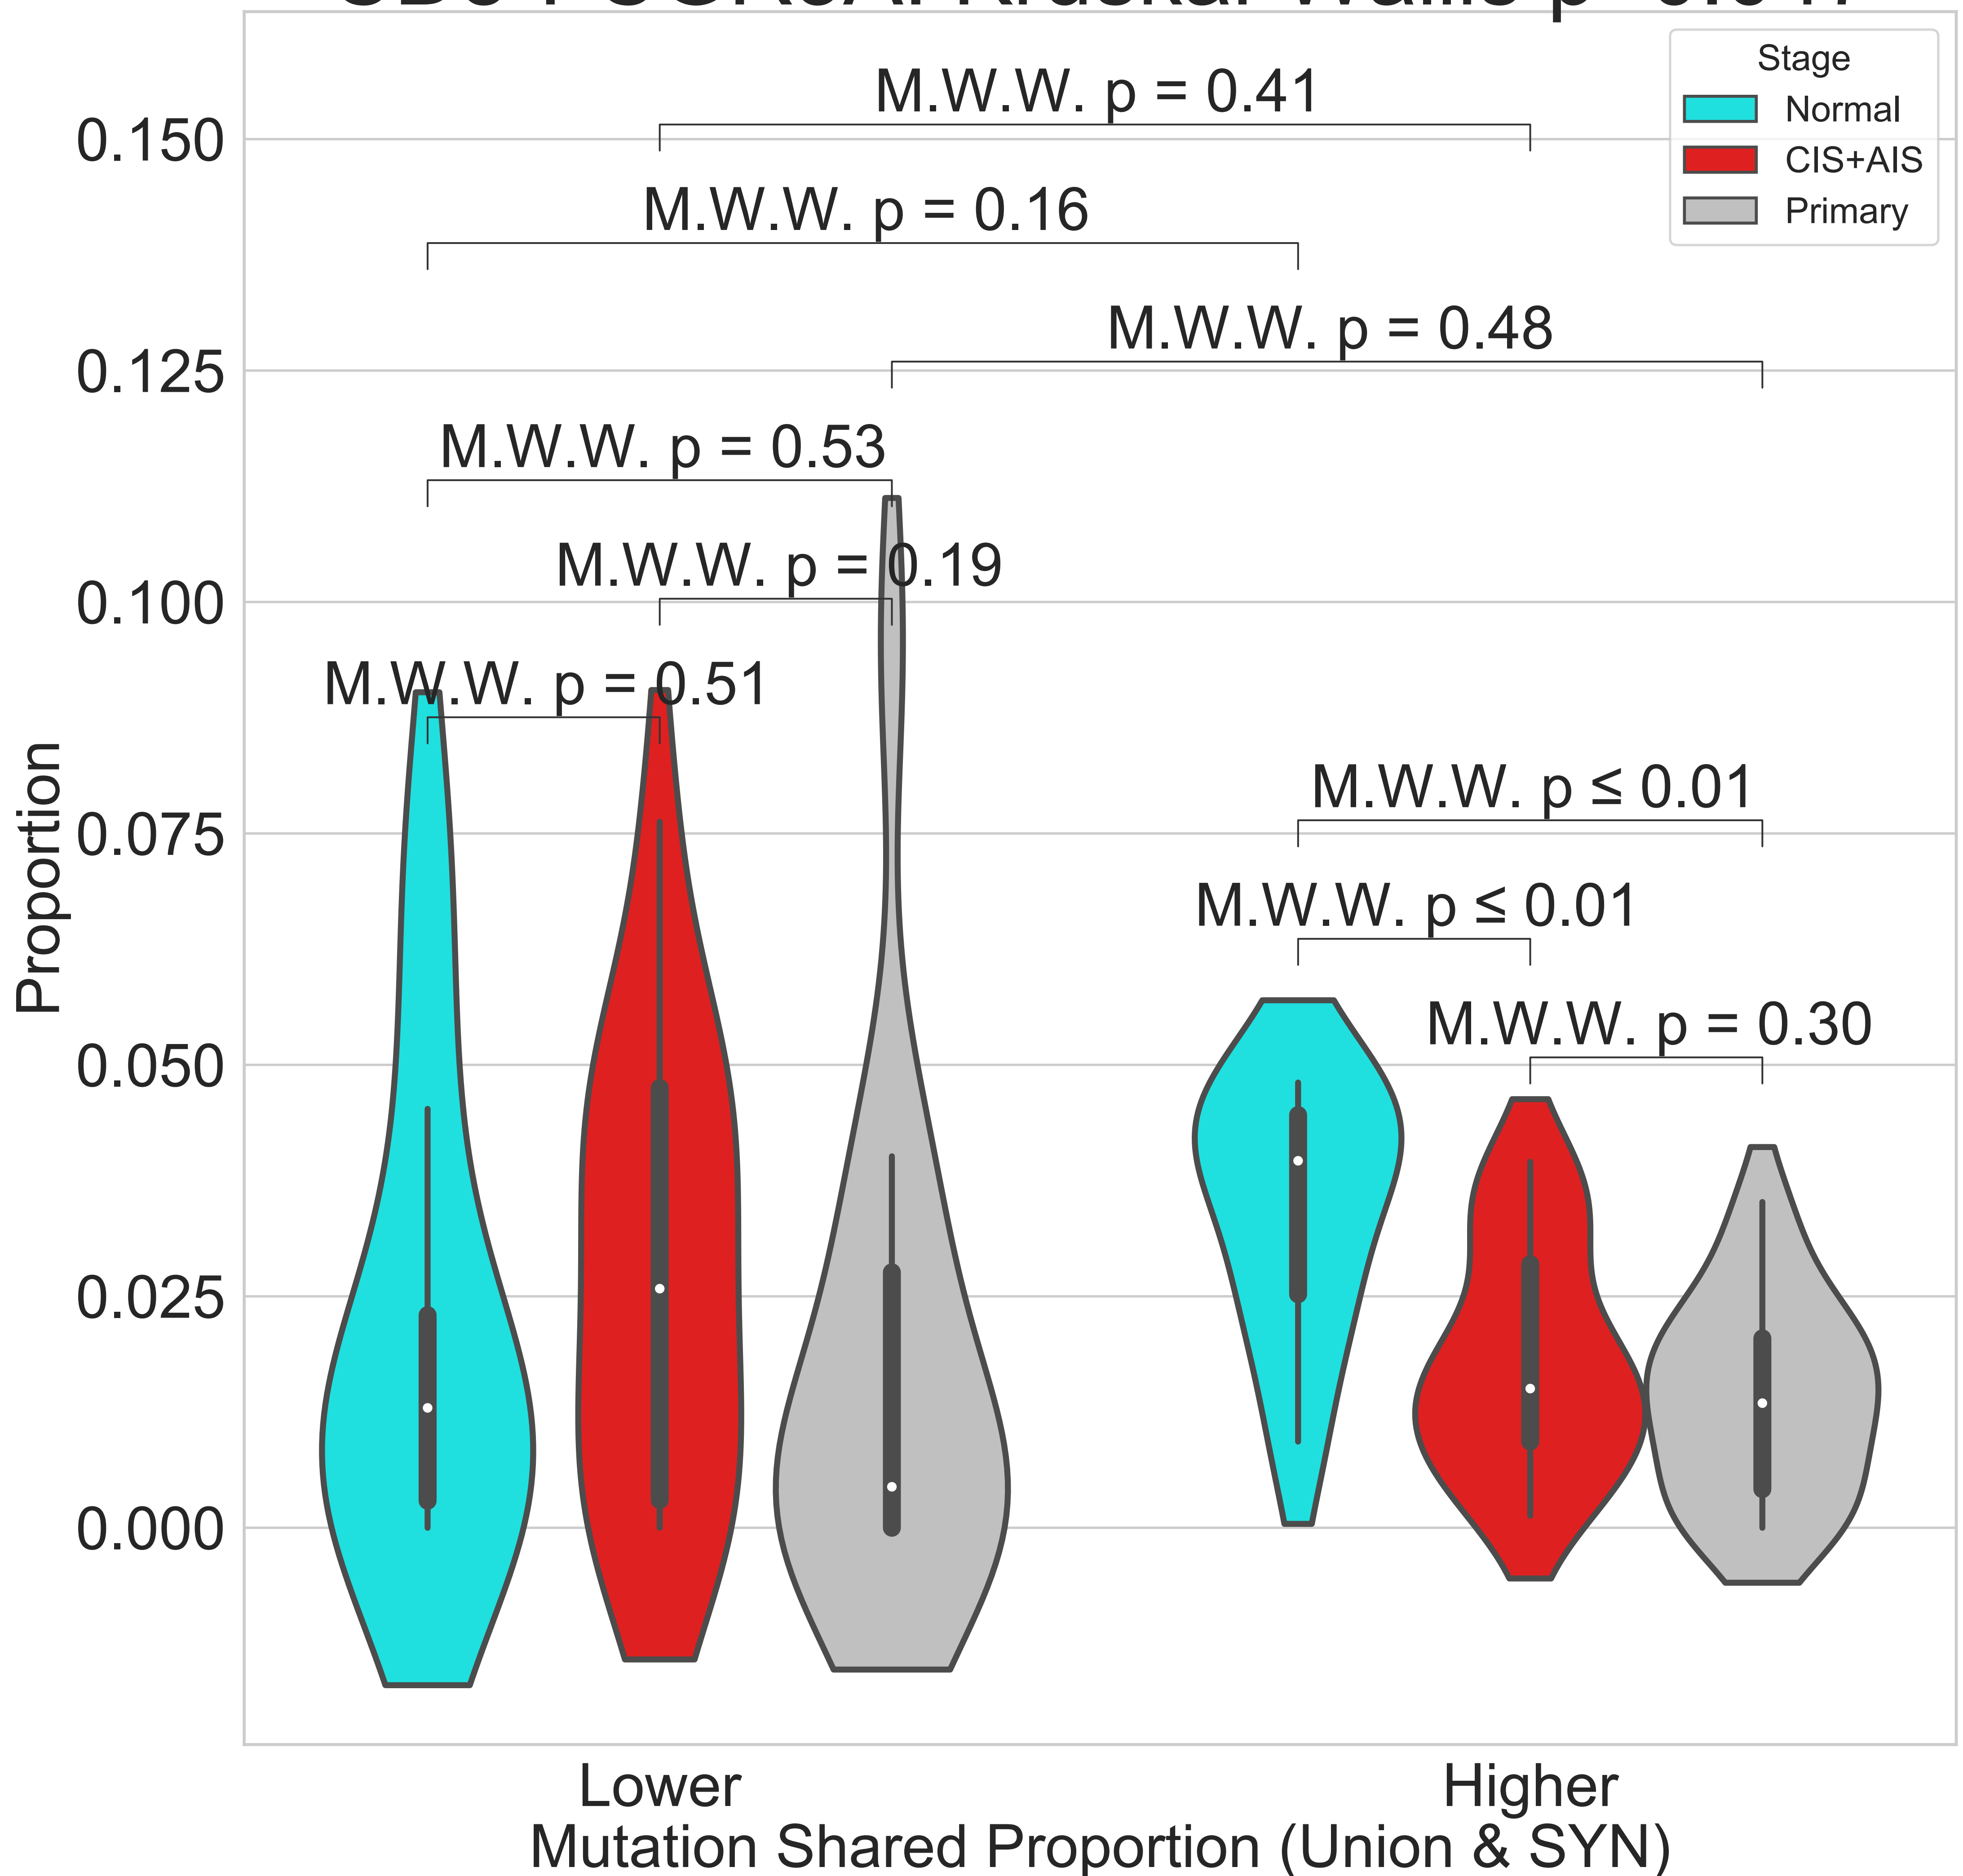 M.W.W. p = 0.41
M.W.W. p = 0.16
M.W.W. p = 0.48
M.W.W. p = 0.53
M.W.W. p = 0.19
M.W.W. p = 0.51
M.W.W. p ≤ 0.01
M.W.W. p ≤ 0.01
M.W.W. p = 0.30
Stage
Normal
CIS+AIS
Primary
Proportion
0.150
0.125
0.100
0.075
0.050
0.025
0.000
Lower
Higher
Mutation Shared Proportion (Union & SYN)